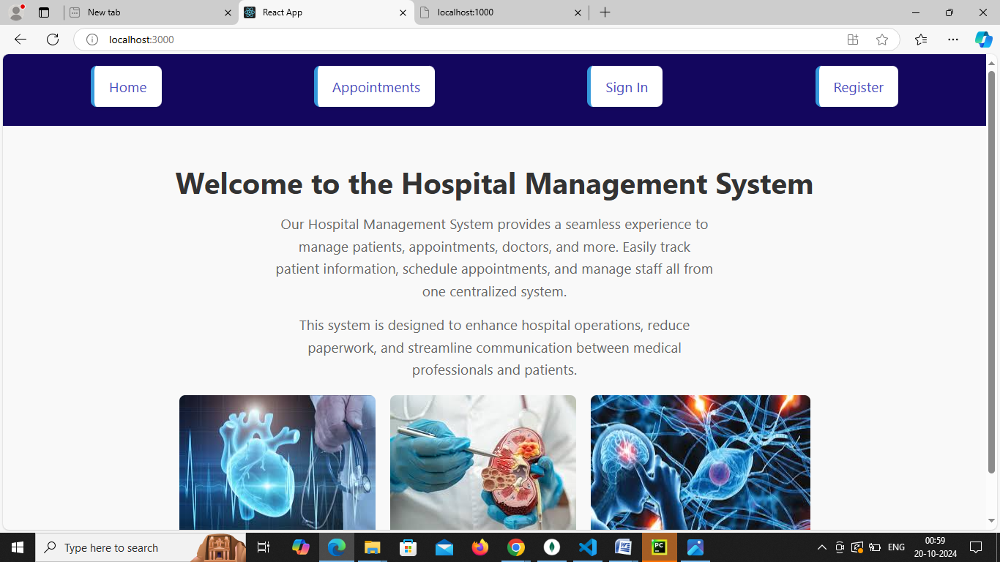 New tab
React App
localhost:1000
localhost:3000
Home
Appointments
Sign In
Register
Welcome to the Hospital Management System
Our Hospital Management System provides a seamless experience to
manage patients, appointments, doctors, and more. Easily track
patient information, schedule appointments, and manage staff all from
one centralized system.
This system is designed to enhance hospital operations, reduce
paperwork, and streamline communication between medical
professionals and patients.
Type here to search
W
PC
ENG
00:59
20-10-2024